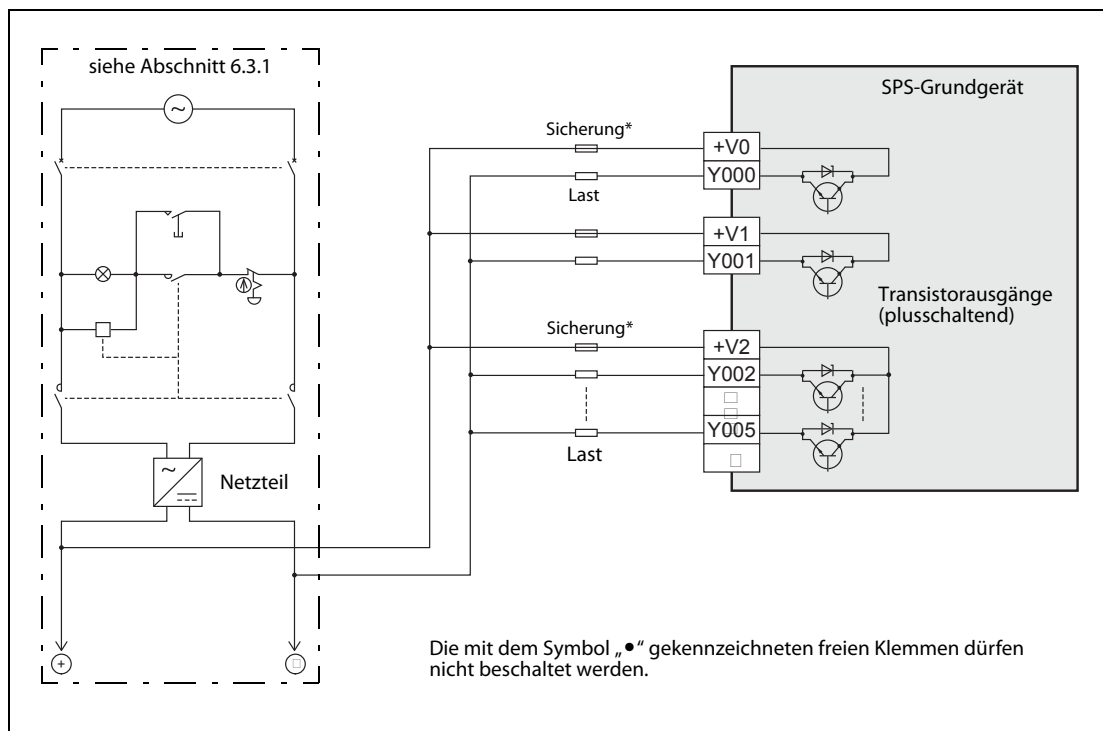 siehe Abschnitt 6.3.1
SPS-Grundgerät
Sicherung*
+V0
Y000
Last
+V1
Y001
Transistorausgänge
(plusschaltend)
Sicherung*
+V2
Y002
Y005
Last
Netzteil
Die mit dem Symbol „●“ gekennzeichneten freien Klemmen dürfen
nicht beschaltet werden.